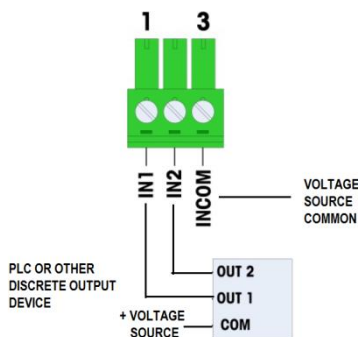 1 3
IN1
IN2
INCOM
VOLTAGE
SOURCE
COMMON
PLC OR OTHER
DISCRETE OUTPUT
DEVICE
OUT 2
OUT 1
+ VOLTAGE
SOURCE
COM